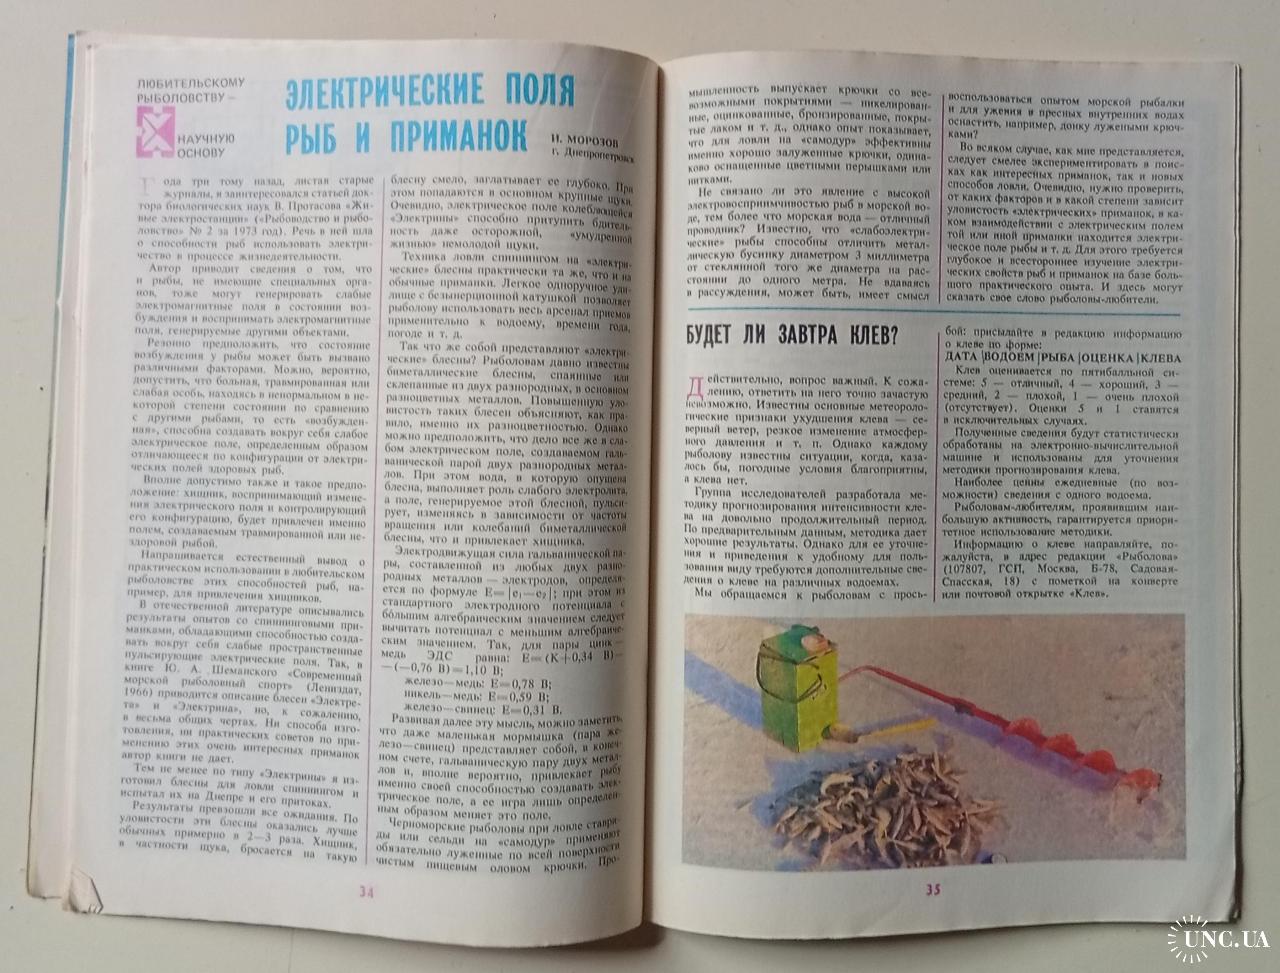 ЛЮБИТЕЛЬСКОМУ
РЫБОЛОВСТВУ —
НАУЧНУЮ
ОСНОВУ
ЭЛЕКТРИЧЕСКИЕ ПОЛЯ
РЫБ И ПРИМАНОК
И. МОРОЗОВ
г. Днепропетровск
Года три тому назад, листая старые
журналы, я заинтересовался статьей док-
тора биологических наук В. Протасова «Жи-
вые электростанции» («Рыбоводство и рыбо-
ловство» № 2 за 1973 год). Речь в ней шла
о способности рыб использовать электри-
чество в процессе жизнедеятельности.
Автор приводит сведения о том, что
и рыбы, не имеющие специальных орга-
нов, тоже могут генерировать слабые
электромагнитные поля в состоянии воз-
буждения и воспринимать электромагнитные
поля, генерируемые другими объектами.
Резонно предположить, что состояние
возбуждения у рыбы может быть вызвано
различными факторами. Можно, вероятно,
допустить, что больная, травмированная или
слабая особь, находясь в ненормальном в не-
которой степени состоянии по сравнению
с другими рыбами, то есть «возбужден-
ная», способна создавать вокруг себя слабое
электрическое поле, определенным образом
отличающееся по конфигурации от электри-
ческих полей здоровых рыб.
Вполне допустимо также и такое предпо-
ложение: хищник, воспринимающий измене-
ния электрического поля и контролирующий
его конфигурацию, будет привлечен именно
полем, создаваемым травмированной или не-
здоровой рыбой.
Напрашивается естественный вывод о
практическом использовании в любительском
рыболовстве этих способностей рыб, на-
пример, для привлечения хищников.
В отечественной литературе описывались
результаты опытов со спиннинговыми при-
манками, обладающими способностью созда-
вать вокруг себя слабые пространственные
пульсирующие электрические поля. Так, в
книге Ю. А. Шеманского «Современный
морской рыболовный спорт» (Лениздат,
1966) приводится описание блесен «Электре-
та» и «Электрина», но, к сожалению,
в весьма общих чертах. Ни способа изго-
товления, ни практических советов по при-
менению этих очень интересных приманок
автор книги не дает.
Тем не менее по типу «Электрины» я из-
готовил блесны для ловли спиннингом и
испытал их на Днепре и его притоках.
Результаты превзошли все ожидания. По
уловистости эти блесны оказались лучше
обычных примерно в 2—3 раза. Хищник,
в частности щука, бросается на такую
блесну смело, заглатывает ее глубоко. При
этом попадаются в основном крупные щуки.
Очевидно, электрическое поле колеблющейся
«Электрины» способно притупить бдитель-
ность даже осторожной, «умудренной
жизнью» немолодой щуки.
Техника ловли спиннингом на «электри-
ческие» блесны практически та же, что и на
обычные приманки. Легкое одноручное уди-
лище с безынерционной катушкой позволяет
рыболову использовать весь арсенал приемов
применительно к водоему, времени года,
погоде и т. д.
Так что же собой представляют «электри-
ческие» блесны? Рыболовам давно известны
биметаллические блесны, спаянные или
склепанные из двух разнородных, в основном
разноцветных металлов. Повышенную уло-
вистость таких блесен объясняют, как пра-
вило, именно их разноцветностью. Однако
можно предположить, что дело все же в сла-
бом электрическом поле, создаваемом галь-
ванической парой двух разнородных метал-
лов. При этом вода, в которую опущена
блесна, выполняет роль слабого электролита,
а поле, генерируемое этой блесной, пульси-
рует, изменяясь в зависимости от частоты
вращения или колебаний биметаллической
блесны, что и привлекает хищника.
Электродвижущая сила гальванической па-
ры, составленной из любых двух разно-
родных металлов — электродов, определя-
ется по формуле E=|e₁—e₂|; при этом из
стандартного электродного потенциала с
большим алгебраическим значением следует
вычитать потенциал с меньшим алгебраиче-
ским значением. Так, для пары цинк—
медь ЭДС равна: E=(К+0,34 В)—
—(—0,76 В)=1,10 В;
железо—медь: E=0,78 В;
никель—медь: E=0,59 В;
железо—свинец: E=0,31 В.
Развивая далее эту мысль, можно заметить,
что даже маленькая мормышка (пара же-
лезо—свинец) представляет собой, в конеч-
ном счете, гальваническую пару двух метал-
лов и, вполне вероятно, привлекает рыбу
именно своей способностью создавать элек-
трическое поле, а ее игра лишь определен-
ным образом меняет это поле.
Черноморские рыболовы при ловле ставри-
ды или сельди на «самодур» применяют
обязательно луженные по всей поверхности
чистым пищевым оловом крючки. Про-
34
мышленность выпускает крючки со все-
возможными покрытиями — никелирован-
ные, оцинкованные, бронзированные, покры-
тые лаком и т. д., однако опыт показывает,
что для ловли на «самодур» эффективны
именно хорошо залуженные крючки, одина-
ково оснащенные цветными перышками или
нитками.
Не связано ли это явление с высокой
электровосприимчивостью рыб в морской во-
де, тем более что морская вода — отличный
проводник? Известно, что «слабоэлектри-
ческие» рыбы способны отличить метал-
лическую бусинку диаметром 3 миллиметра
от стеклянной того же диаметра на рас-
стоянии до одного метра. Не вдаваясь
в рассуждения, может быть, имеет смысл
воспользоваться опытом морской рыбалки
и для ужения в пресных внутренних водах
оснастить, например, донку лужеными крюч-
ками?
Во всяком случае, как мне представляется,
следует смелее экспериментировать в поис-
ках как интересных приманок, так и новых
способов ловли. Очевидно, нужно проверить,
от каких факторов и в какой степени зависит
уловистость «электрических» приманок, в ка-
ком взаимодействии с электрическим полем
той или иной приманки находится электри-
ческое поле рыбы и т. д. Для этого требуется
глубокое и всестороннее изучение электри-
ческих свойств рыб и приманок на базе боль-
шого практического опыта. И здесь могут
сказать свое слово рыболовы-любители.
БУДЕТ ЛИ ЗАВТРА КЛЕВ?
Действительно, вопрос важный. К сожа-
лению, ответить на него точно зачастую
невозможно. Известны основные метеороло-
гические признаки ухудшения клева — се-
верный ветер, резкое изменение атмосфер-
ного давления и т. п. Однако каждому
рыболову известны ситуации, когда, каза-
лось бы, погодные условия благоприятны,
а клева нет.
Группа исследователей разработала ме-
тодику прогнозирования интенсивности кле-
ва на довольно продолжительный период.
По предварительным данным, методика дает
хорошие результаты. Однако для ее уточне-
ния и приведения к удобному для поль-
зования виду требуются дополнительные све-
дения о клеве на различных водоемах.
Мы обращаемся к рыболовам с прось-
бой: присылайте в редакцию информацию
о клеве по форме:
ДАТА |ВОДОЕМ |РЫБА |ОЦЕНКА |КЛЕВА
Клев оценивается по пятибалльной си-
стеме: 5 — отличный, 4 — хороший, 3 —
средний, 2 — плохой, 1 — очень плохой
(отсутствует). Оценки 5 и 1 ставятся
в исключительных случаях.
Полученные сведения будут статистически
обработаны на электронно-вычислительной
машине и использованы для уточнения
методики прогнозирования клева.
Наиболее ценны ежедневные (по воз-
можности) сведения с одного водоема.
Рыболовам-любителям, проявившим наи-
большую активность, гарантируется приори-
тетное использование методики.
Информацию о клеве направляйте, по-
жалуйста, в адрес редакции «Рыболова»
(107807, ГСП, Москва, Б-78, Садовая-
Спасская, 18) с пометкой на конверте
или почтовой открытке «Клев».
35
UNC.UA